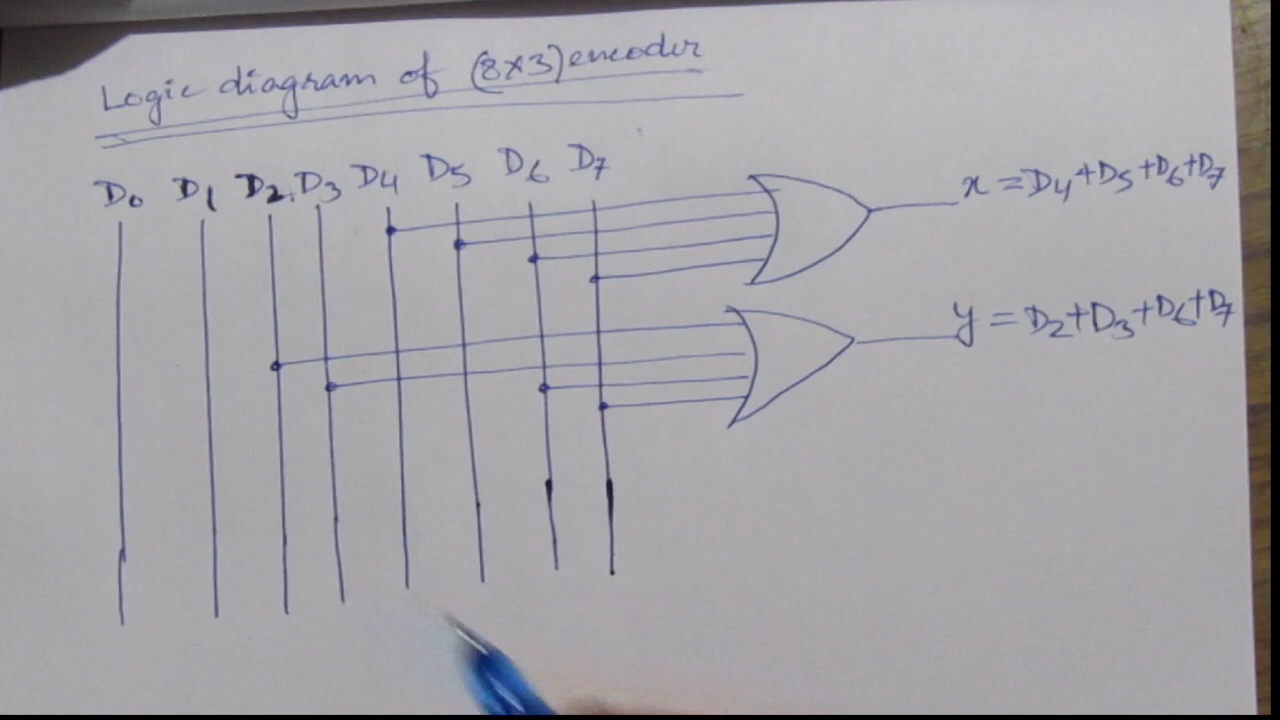 Logic diagram of (8x3) encoder
D0 D1 D2 D3 D4 D5 D6 D7
x = D4 + D5 + D6 + D7
y = D2 + D3 + D6 + D7